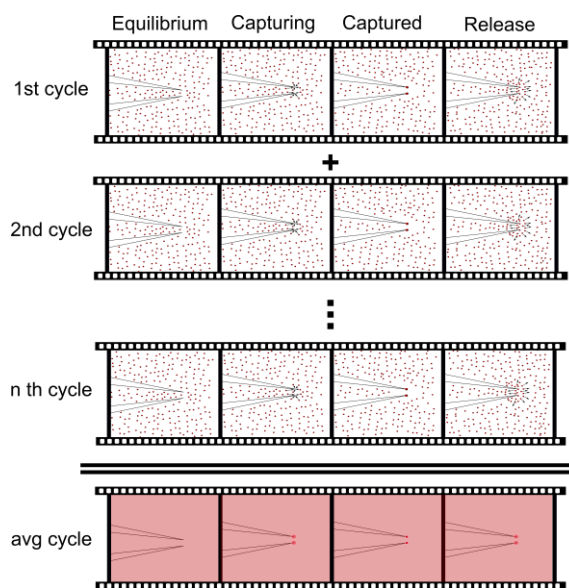 Equilibrium Capturing Captured Release
1st cycle
+
2nd cycle
n th cycle
avg cycle